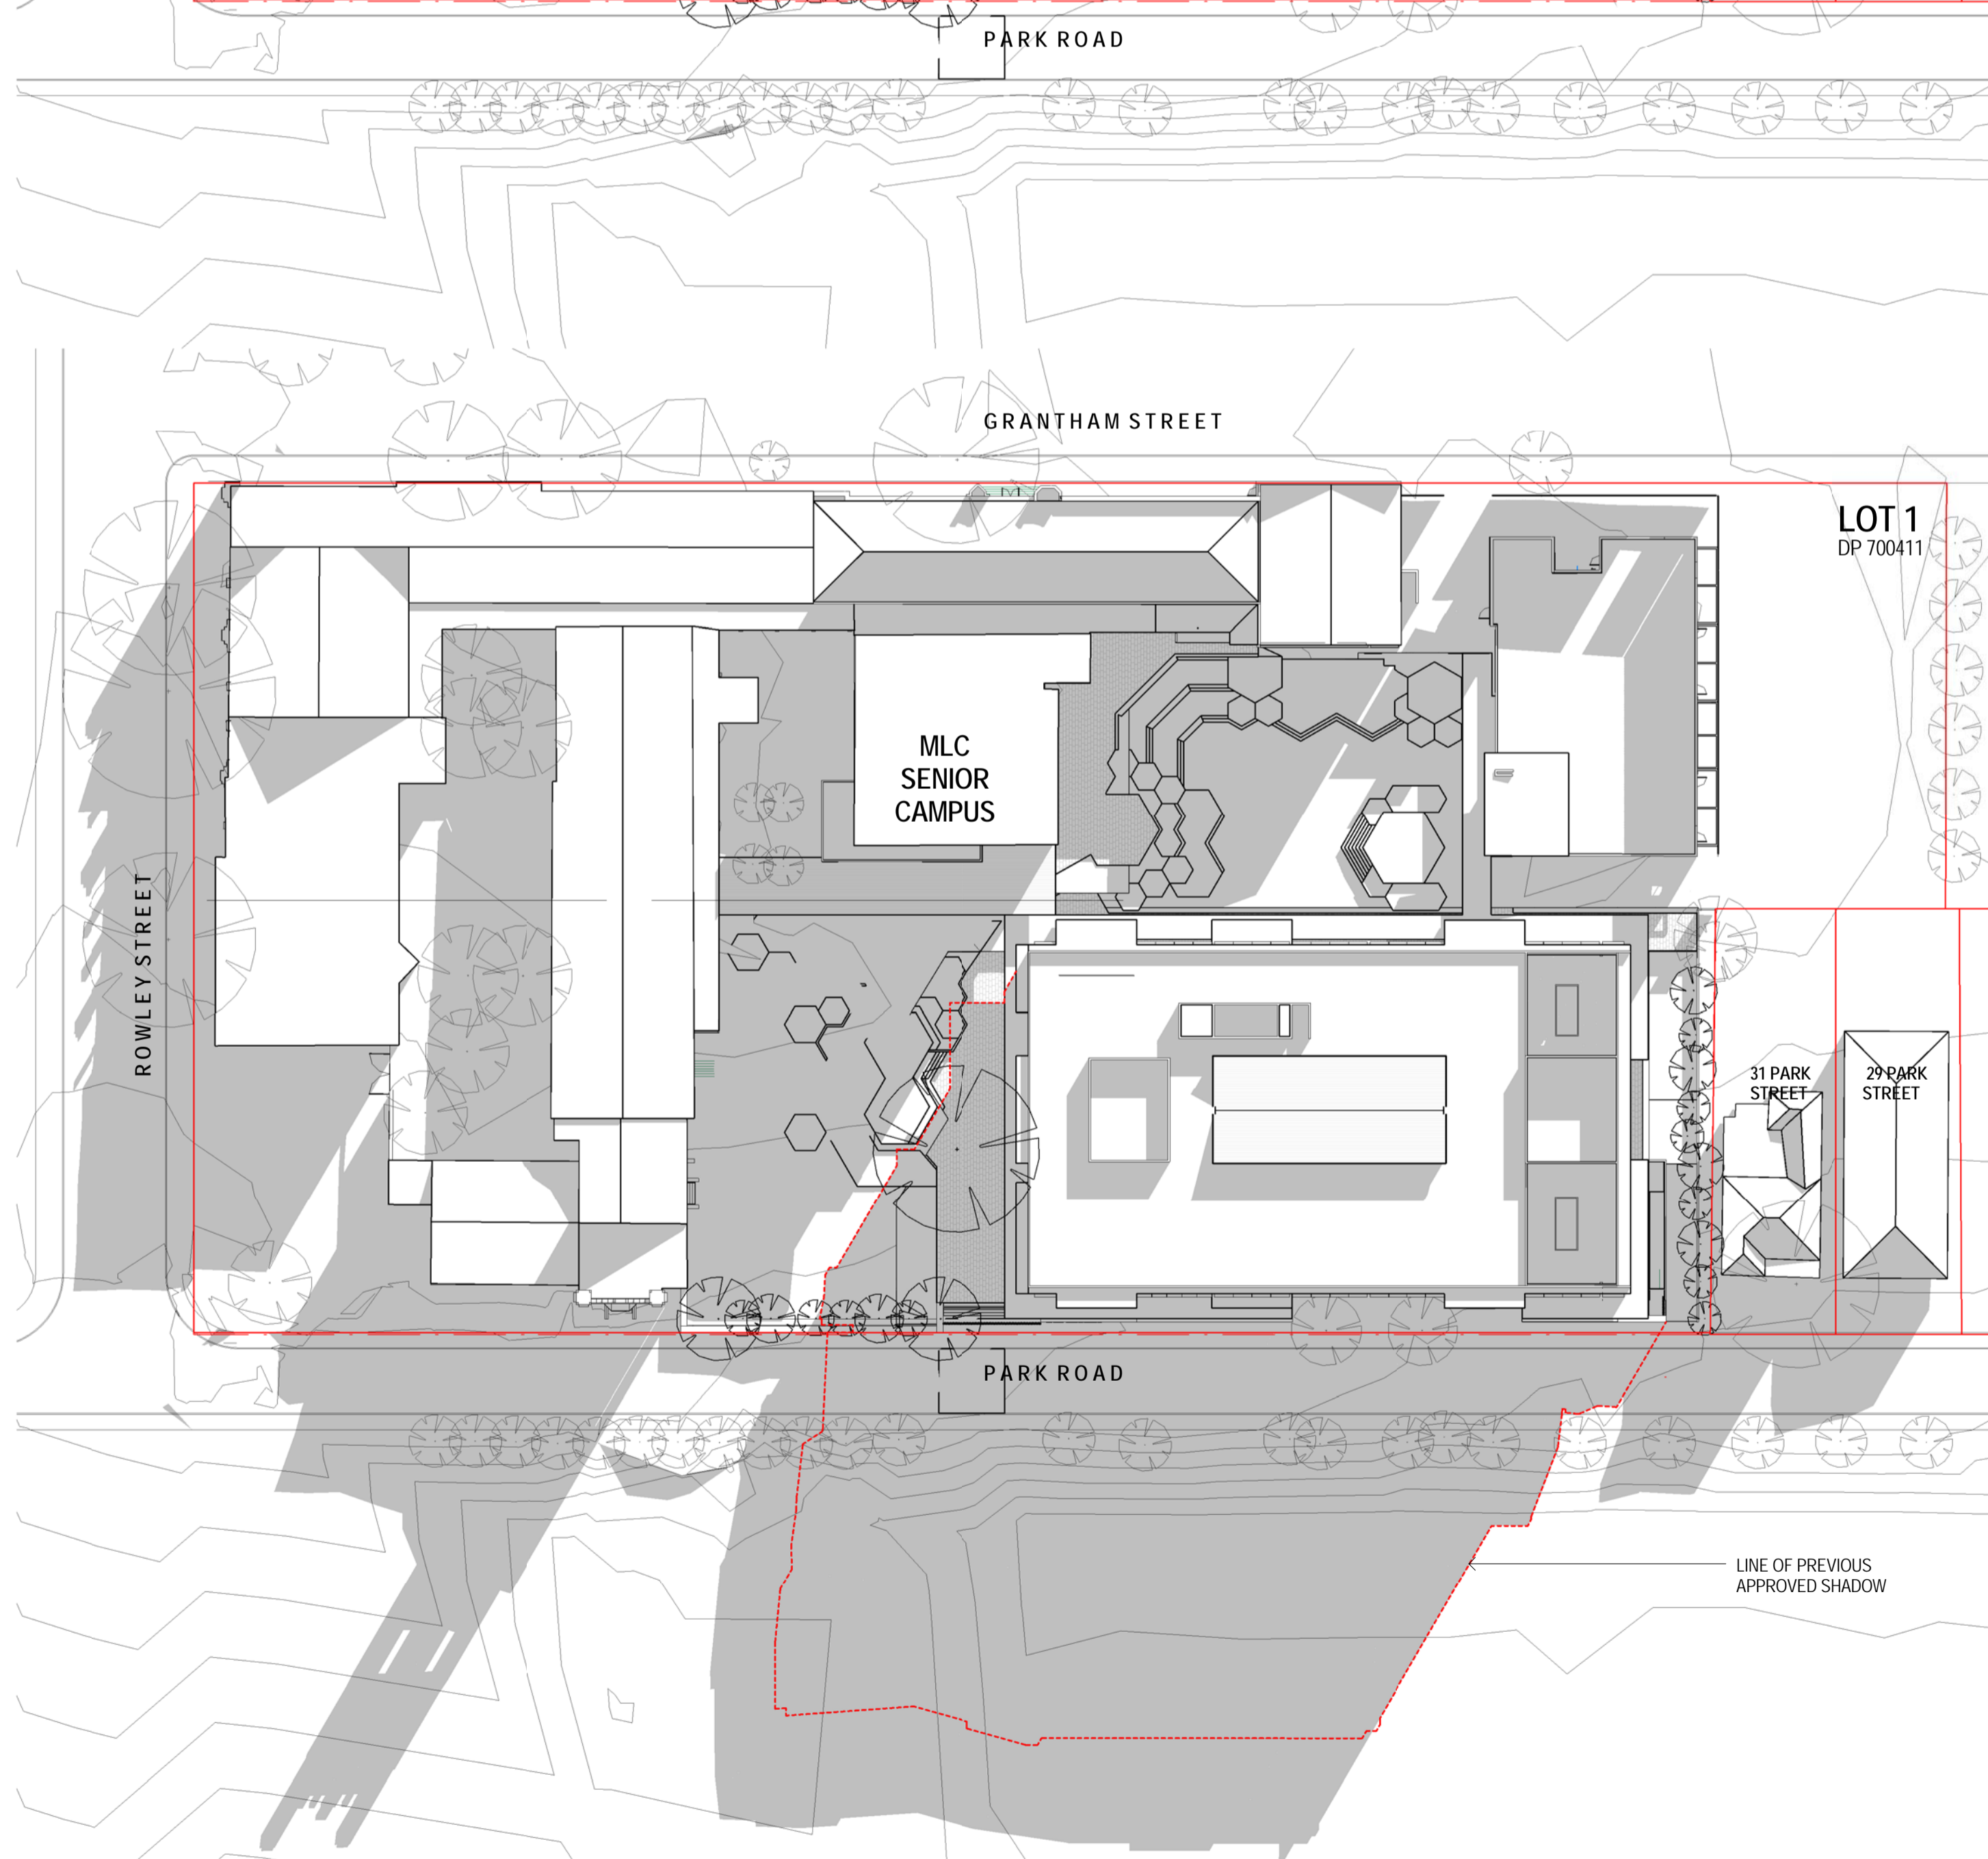 PARK ROAD
GRANTHAM STREET
LOT 1
DP 700411
MLC
SENIOR
CAMPUS
ROWLEY STREET
31 PARK
STREET
29 PARK
STREET
PARK ROAD
LINE OF PREVIOUS
APPROVED SHADOW